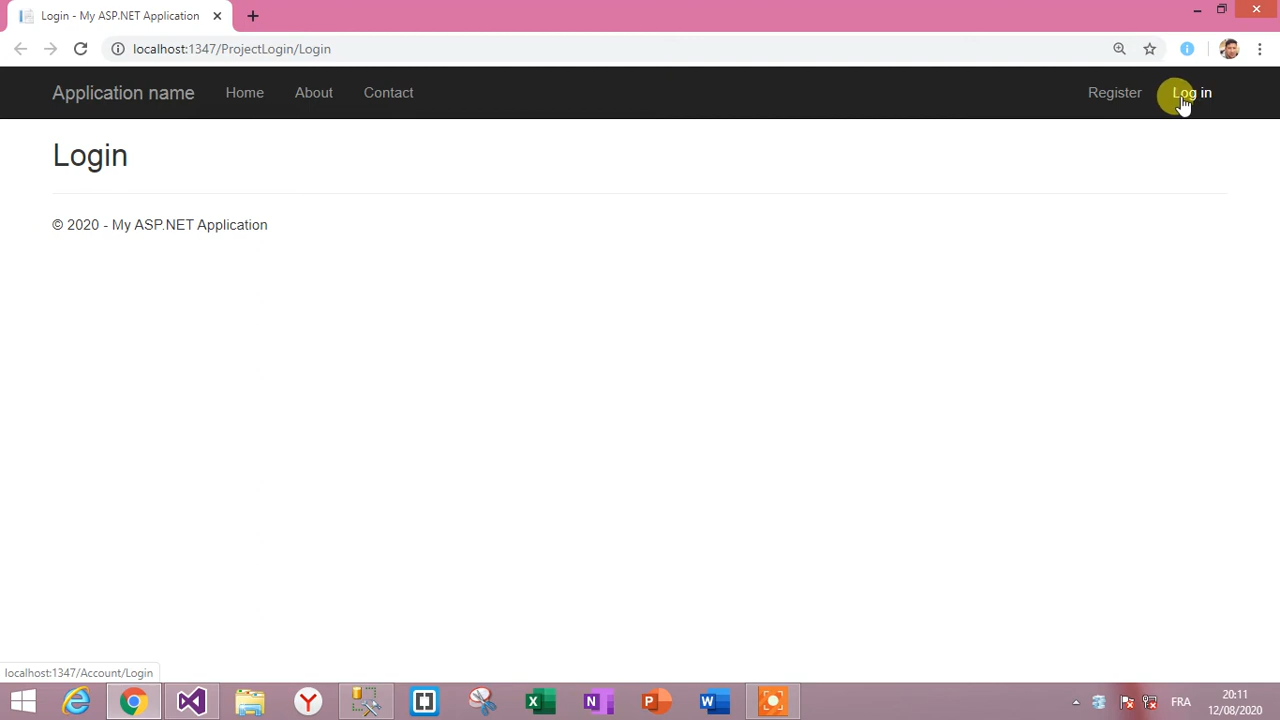 Login - My ASP.NET Application
localhost:1347/ProjectLogin/Login
Application name Home About Contact Register Log in
Login
© 2020 - My ASP.NET Application
localhost:1347/Account/Login
FRA
20:11
12/08/2020